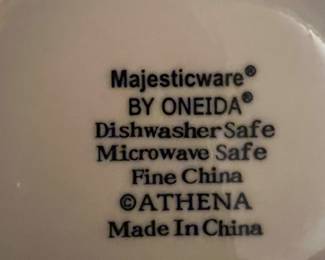 Majesticware®
BY ONEIDA®
Dishwasher Safe
Microwave Safe
Fine China
©ATHENA
Made In China